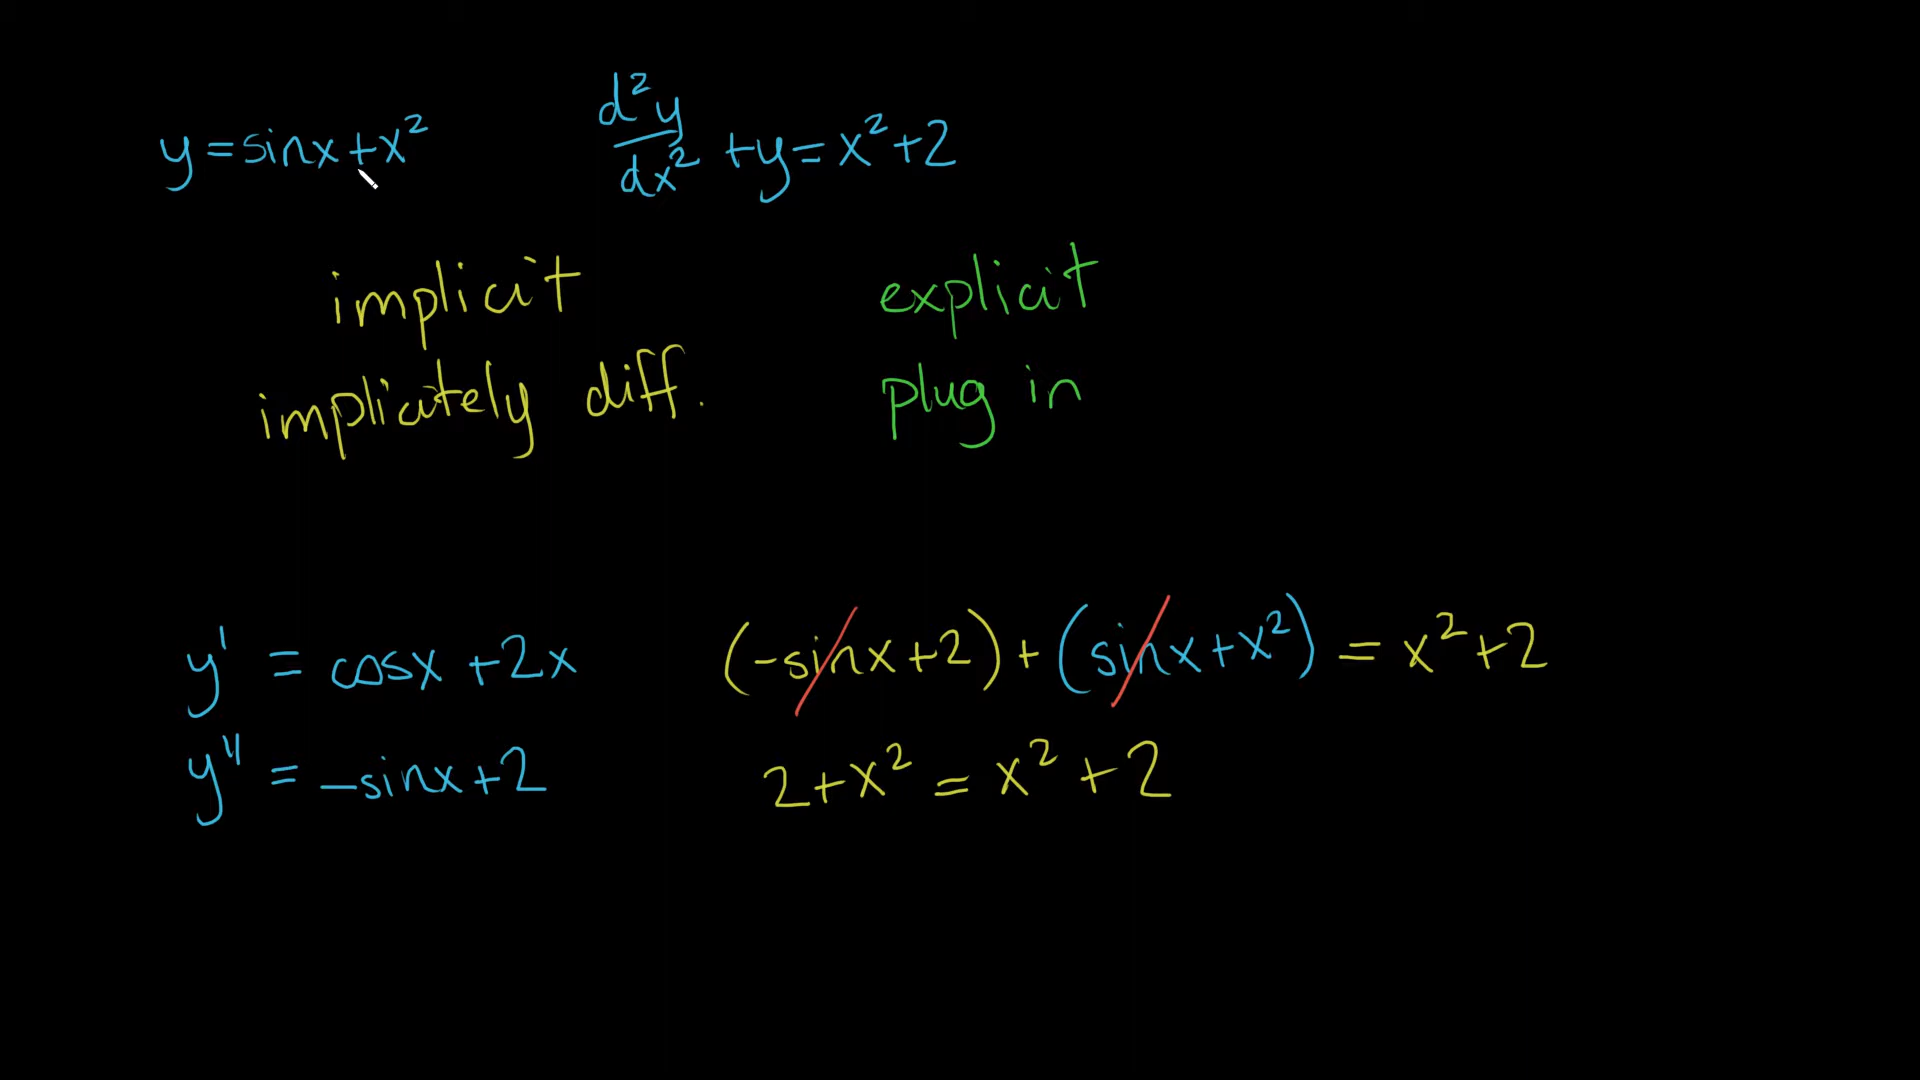 y = sinx + x² d²y/dx² + y = x² + 2
implicit explicit
implicitely diff. plug in
y' = cosx + 2x (-sinx + 2) + (sinx + x²) = x² + 2
y'' = -sinx + 2 2 + x² = x² + 2